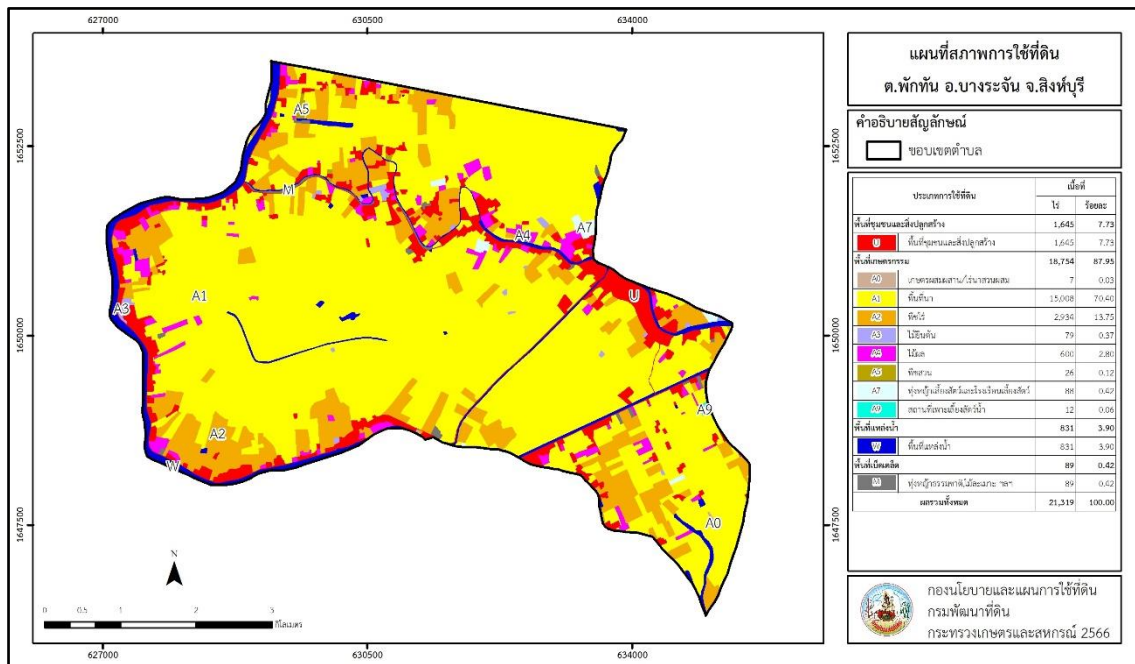 627000 630500 634000
1652500
1650000
1647500
1652500
1650000
1647500
627000 630500 634000
A5
M
A4
A7
A1
A3
U
A2
W
A9
A0
N
0 0.5 1 2 3
กิโลเมตร
แผนที่สภาพการใช้ที่ดิน
ต.พักทัน อ.บางระจัน จ.สิงห์บุรี
คำอธิบายสัญลักษณ์
ขอบเขตตำบล
ประเภทการใช้ที่ดิน เนื้อที่
ไร่ ร้อยละ
พื้นที่ชุมชนและสิ่งปลูกสร้าง 1,645 7.73
U พื้นที่ชุมชนและสิ่งปลูกสร้าง 1,645 7.73
พื้นที่เกษตรกรรม 18,754 87.95
A0 เกษตรผสมผสาน/ไร่นาสวนผสม 7 0.03
A1 พื้นที่นา 15,008 70.40
A2 พืชไร่ 2,934 13.75
A3 ไม้ยืนต้น 79 0.37
A4 ไม้ผล 600 2.80
A5 พืชสวน 26 0.12
A7 ทุ่งหญ้าเลี้ยงสัตว์และโรงเรือนเลี้ยงสัตว์ 88 0.42
A9 สถานที่เพาะเลี้ยงสัตว์น้ำ 12 0.06
พื้นที่แหล่งน้ำ 831 3.90
W พื้นที่แหล่งน้ำ 831 3.90
พื้นที่เบ็ดเตล็ด 89 0.42
M ทุ่งหญ้าธรรมชาติ,ไม้ละเมาะ ฯลฯ 89 0.42
ผลรวมทั้งหมด 21,319 100.00
กองนโยบายและแผนการใช้ที่ดิน
กรมพัฒนาที่ดิน
กระทรวงเกษตรและสหกรณ์ 2566